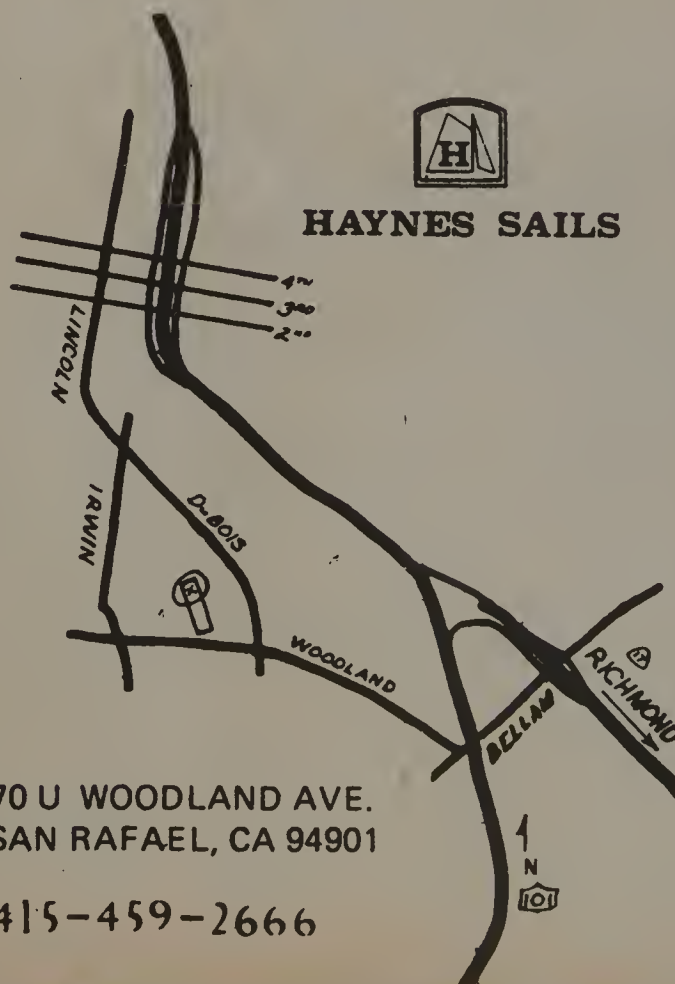 H
HAYNES SAILS
4TH
3RD
2ND
LINCOLN
IRWIN
DuBOIS
H
WOODLAND
BELLAM
17
RICHMOND
70 U WOODLAND AVE.
SAN RAFAEL, CA 94901
415-459-2666
N
101